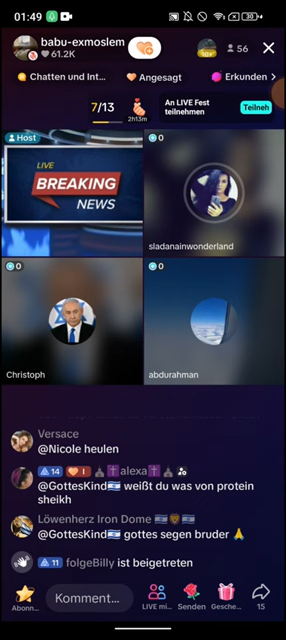 01:49
30
babu-exmoslem
61.2K
56
Chatten und Int...
Angesagt
Erkunden
7/13
2h13m
An LIVE Fest
teilnehmen
Teilneh
Host
LIVE
BREAKING
NEWS
0
sladanainwonderland
0
Christoph
0
abdurahman
Versace
@Nicole heulen
14 1 alexa
@GottesKind🇮🇱 weißt du was von protein
sheikh
Löwenherz Iron Dome 🇮🇱🦁🇮🇱
@GottesKind🇮🇱 gottes segen bruder 🙏
11 folgeBilly ist beigetreten
Abonn...
Komment...
LIVE mi...
Senden
Gesche...
15